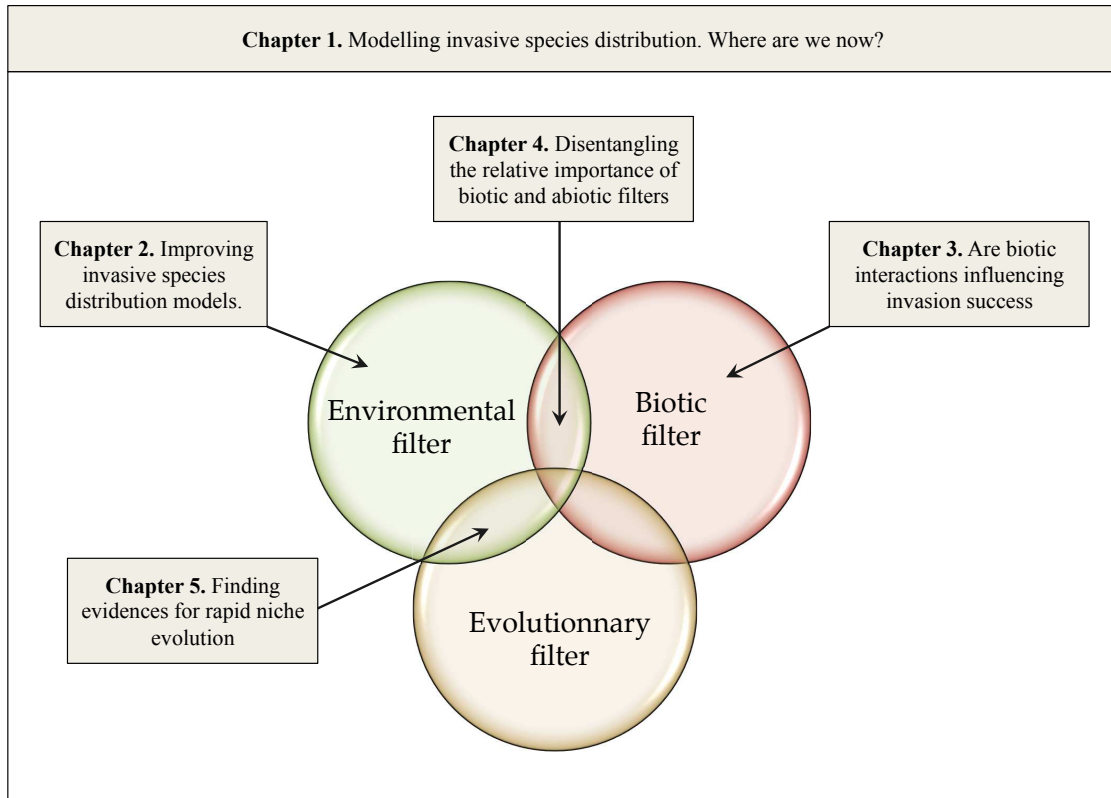 Chapter 1. Modelling invasive species distribution. Where are we now?
Chapter 4. Disentangling
the relative importance of
biotic and abiotic filters
Chapter 2. Improving
invasive species
distribution models.
Chapter 3. Are biotic
interactions influencing
invasion success
Environmental
filter
Biotic
filter
Chapter 5. Finding
evidences for rapid niche
evolution
Evolutionnary
filter